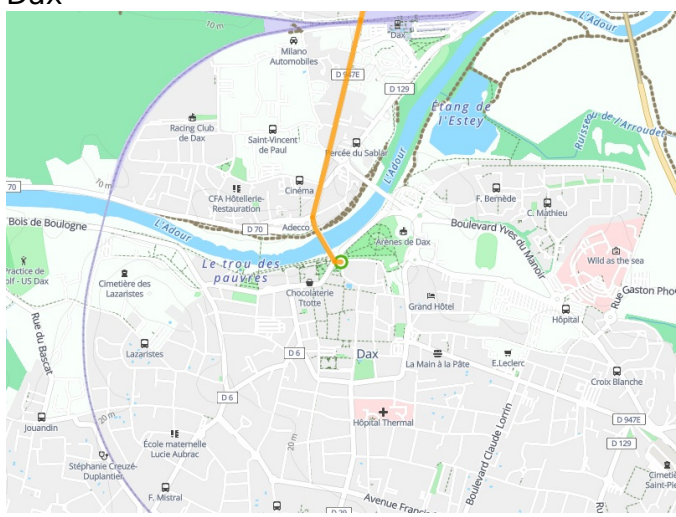 Dax
10 m
Milano
Automobiles
Dax
D 947E
D 129
Étang de
l'Estey
L'Adour
Racing Club
de Dax
Saint-Vincent
de Paul
Percée du Sablar
Ruisseau de l'Arroudet
L'Adour
70
10 m
CFA Hôtellerie-
Restauration
Cinéma
F. Bernède
C. Mathieu
Bois de Boulogne
L'Adour
D 70
Adecco
Arènes de Dax
Boulevard Yves du Manoir
Wild as the sea
Practice de
Golf - US Dax
Cimetière des
Lazaristes
Le trou des
pauvres
Chocolaterie
Ttotte
Grand Hôtel
Rue Gaston Pho
Hôpital
Rue du Bascat
Lazaristes
D 6
Dax
La Main à la Pâte
E.Leclerc
Croix Blanche
D 6
Jouandin
20 m
École maternelle
Lucie Aubrac
20 m
Hôpital Thermal
Boulevard Claude Lorrin
D 947E
D 129
Stéphanie Creuzé-
Duplantier
F. Mistral
Avenue Francis
Cimeti
Saint-Pie
D 29